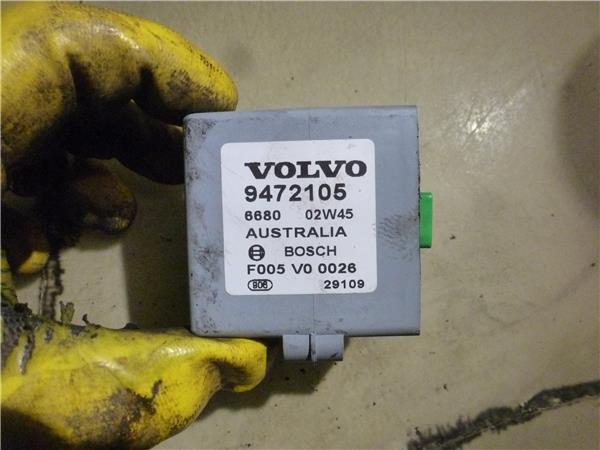 VOLVO
9472105
6680 02W45
AUSTRALIA
BOSCH
F005 V0 0026
906 29109